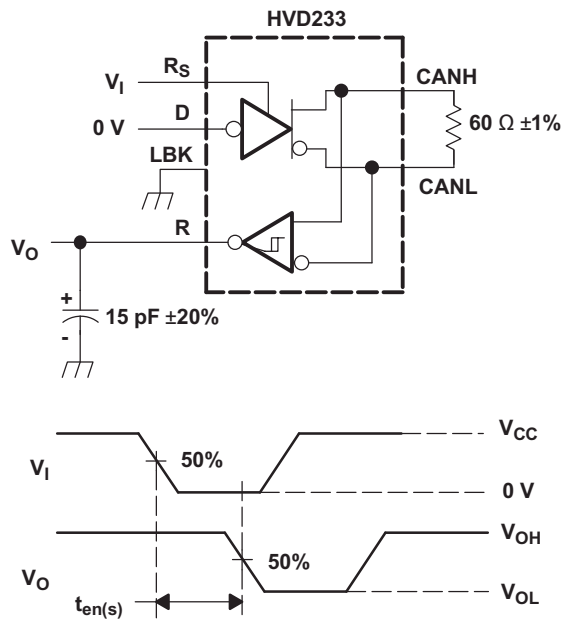 HVD233
R_S
V_I
CANH
D
0 V
60 Ω ±1%
LBK
CANL
R
V_O
+
15 pF ±20%
-
V_CC
50%
V_I
0 V
V_OH
50%
V_O
V_OL
t_en(s)